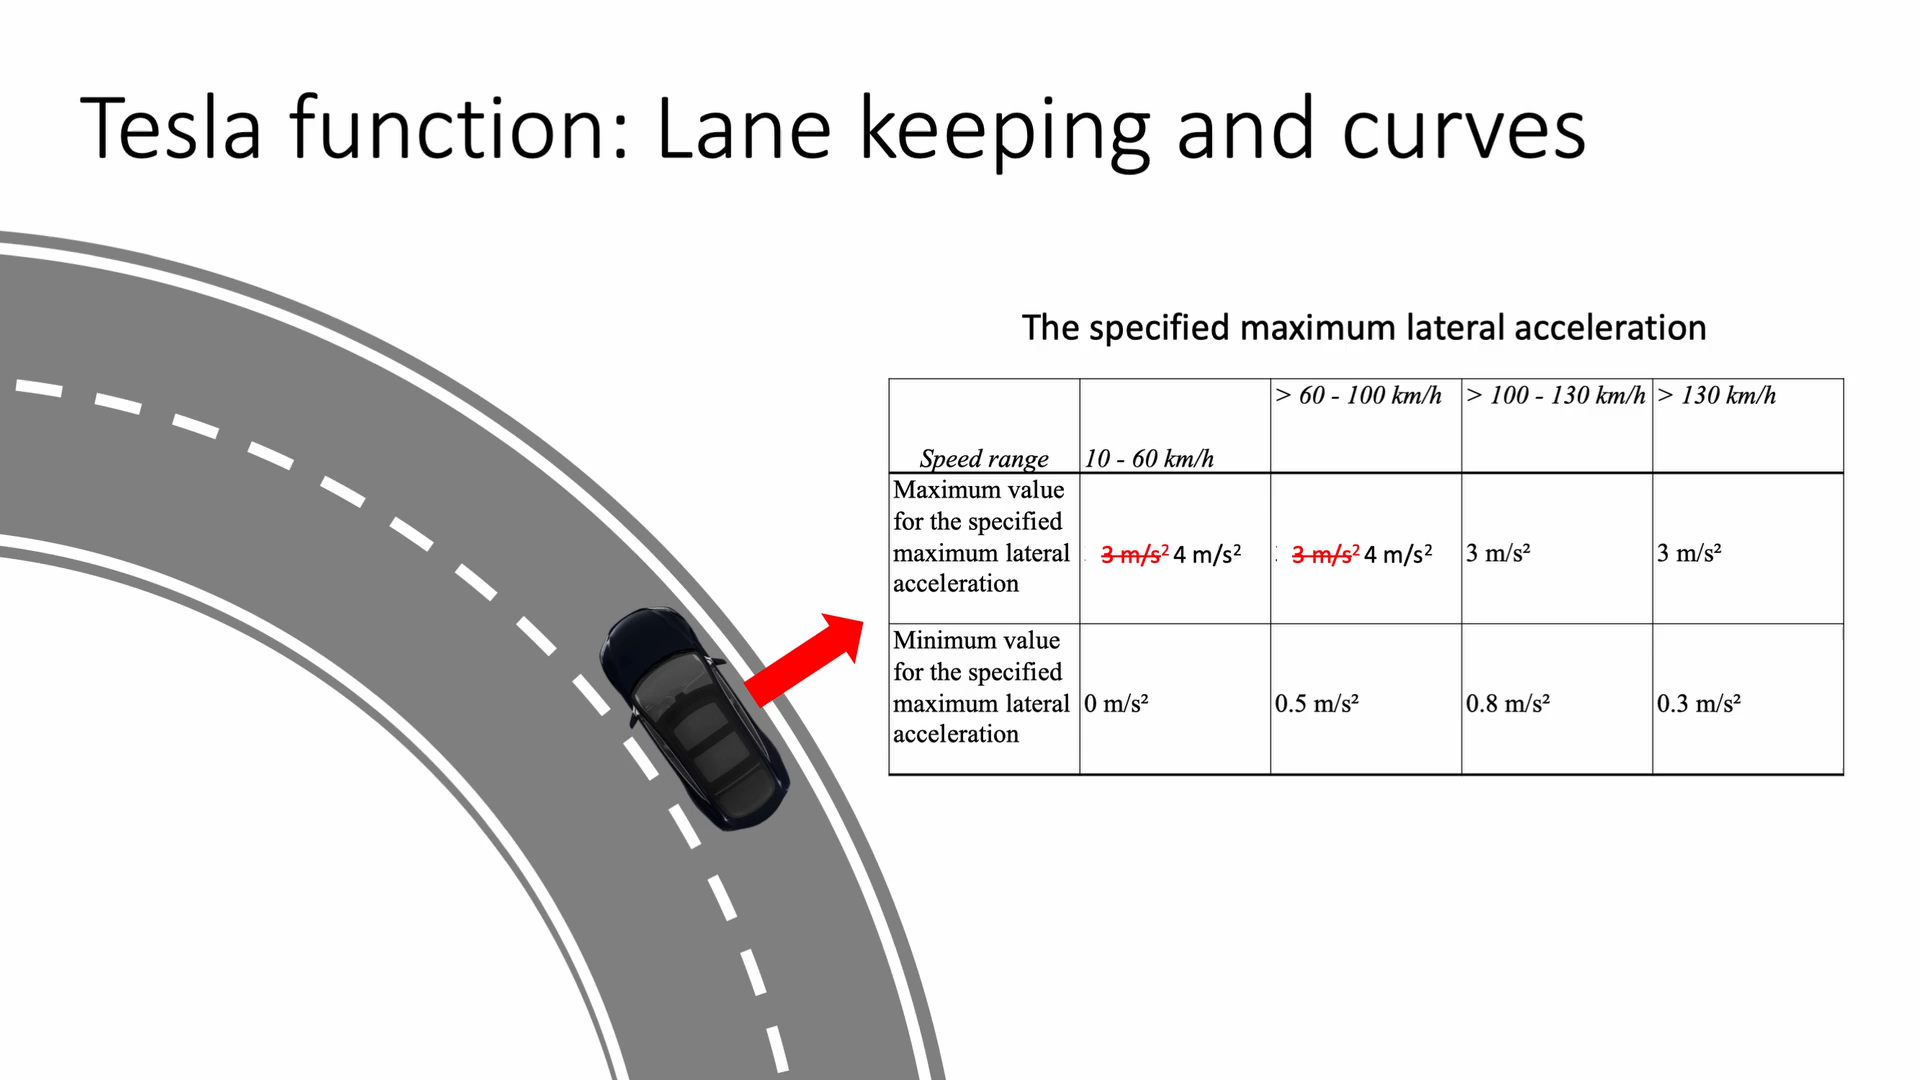 Tesla function: Lane keeping and curves
The specified maximum lateral acceleration
Speed range
10 - 60 km/h
> 60 - 100 km/h
> 100 - 130 km/h
> 130 km/h
Maximum value
for the specified
maximum lateral
acceleration
3 m/s² 4 m/s²
3 m/s² 4 m/s²
3 m/s²
3 m/s²
Minimum value
for the specified
maximum lateral
acceleration
0 m/s²
0.5 m/s²
0.8 m/s²
0.3 m/s²